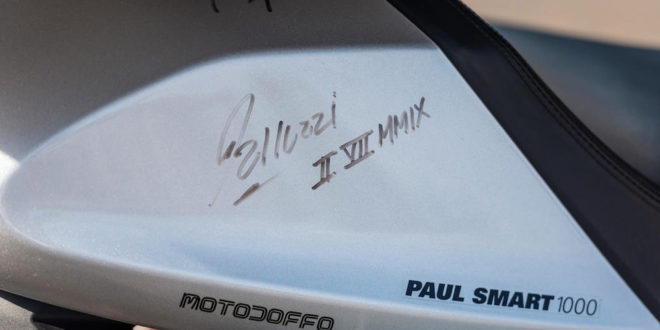 II VII MMIX
PAUL SMART 1000
MOTODOFFO